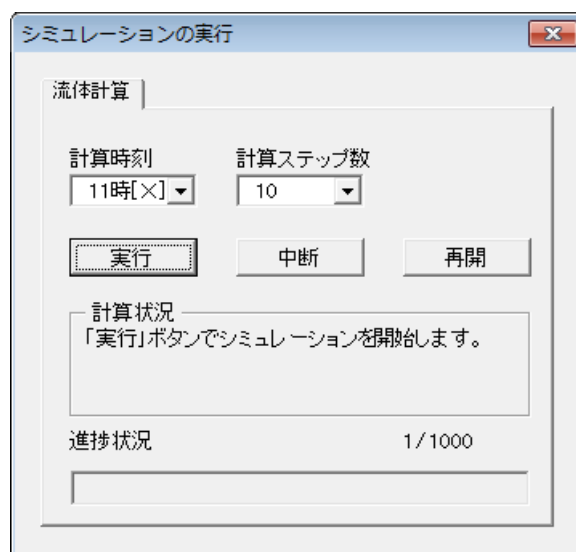 シミュレーションの実行
流体計算
計算時刻 計算ステップ数
11時[×] 10
実行 中断 再開
計算状況
「実行」ボタンでシミュレーションを開始します。
進捗状況 1/1000